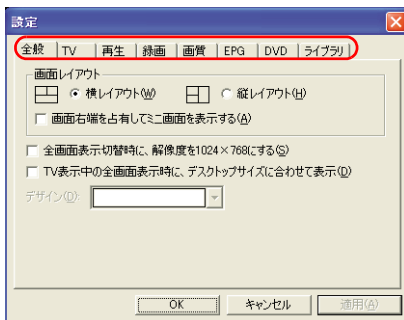 設定
全般 TV 再生 録画 画質 EPG DVD ライブラリ
画面レイアウト
横レイアウト(W) 縦レイアウト(H)
画面右端を占有してミニ画面を表示する(A)
全画面表示切替時に、解像度を1024×768にする(S)
TV表示中の全画面表示時に、デスクトップサイズに合わせて表示(D)
デザイン(D):
OK キャンセル 適用(A)